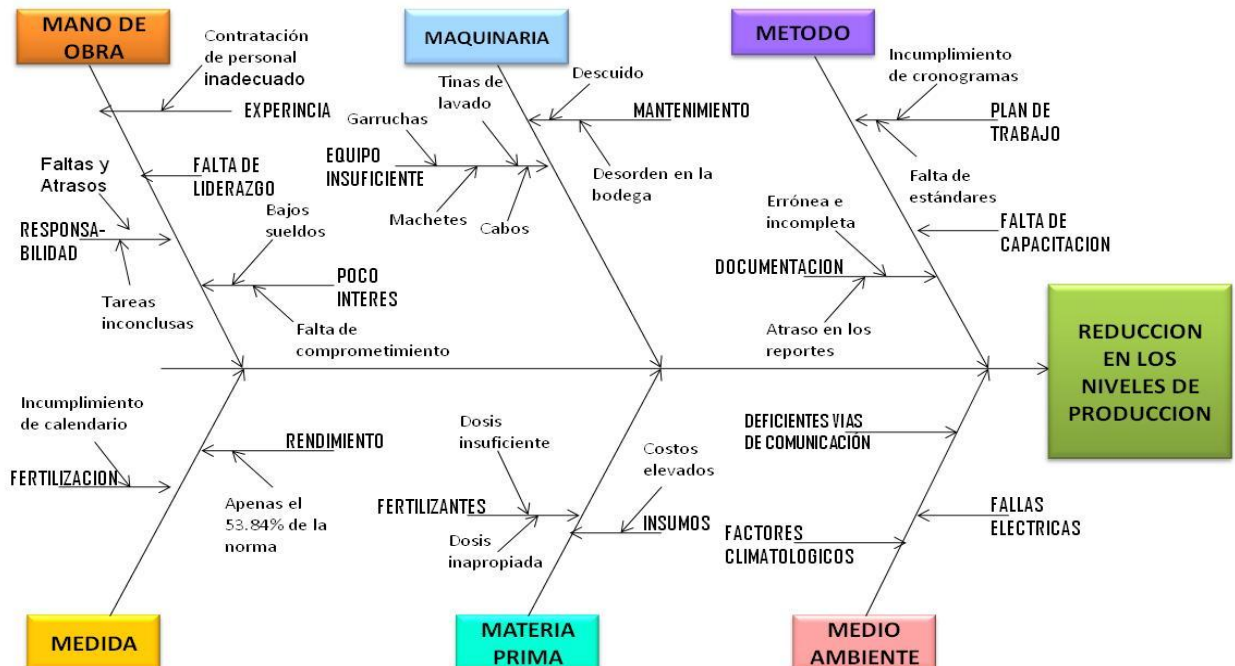 MANO DE
OBRA
Contratación
de personal
inadecuado
EXPERINCIA
FALTA DE
LIDERAZGO
Faltas y
Atrasos
RESPONSA-
BILIDAD
Tareas
inconclusas
Bajos
sueldos
POCO
INTERES
Falta de
comprometimiento
MAQUINARIA
Tinas de
lavado
Descuido
MANTENIMIENTO
Garruchas
EQUIPO
INSUFICIENTE
Machetes
Cabos
Desorden en la
bodega
METODO
Incumplimiento
de cronogramas
PLAN DE
TRABAJO
Falta de
estándares
Errónea e
incompleta
FALTA DE
CAPACITACION
DOCUMENTACION
Atraso en los
reportes
REDUCCION
EN LOS
NIVELES DE
PRODUCCION
Incumplimiento
de calendario
RENDIMIENTO
FERTILIZACION
Apenas el
53.84% de la
norma
MEDIDA
Dosis
insuficiente
Costos
elevados
FERTILIZANTES
INSUMOS
Dosis
inapropiada
MATERIA
PRIMA
DEFICIENTES VIAS
DE COMUNICACIÓN
FALLAS
ELECTRICAS
FACTORES
CLIMATOLOGICOS
MEDIO
AMBIENTE